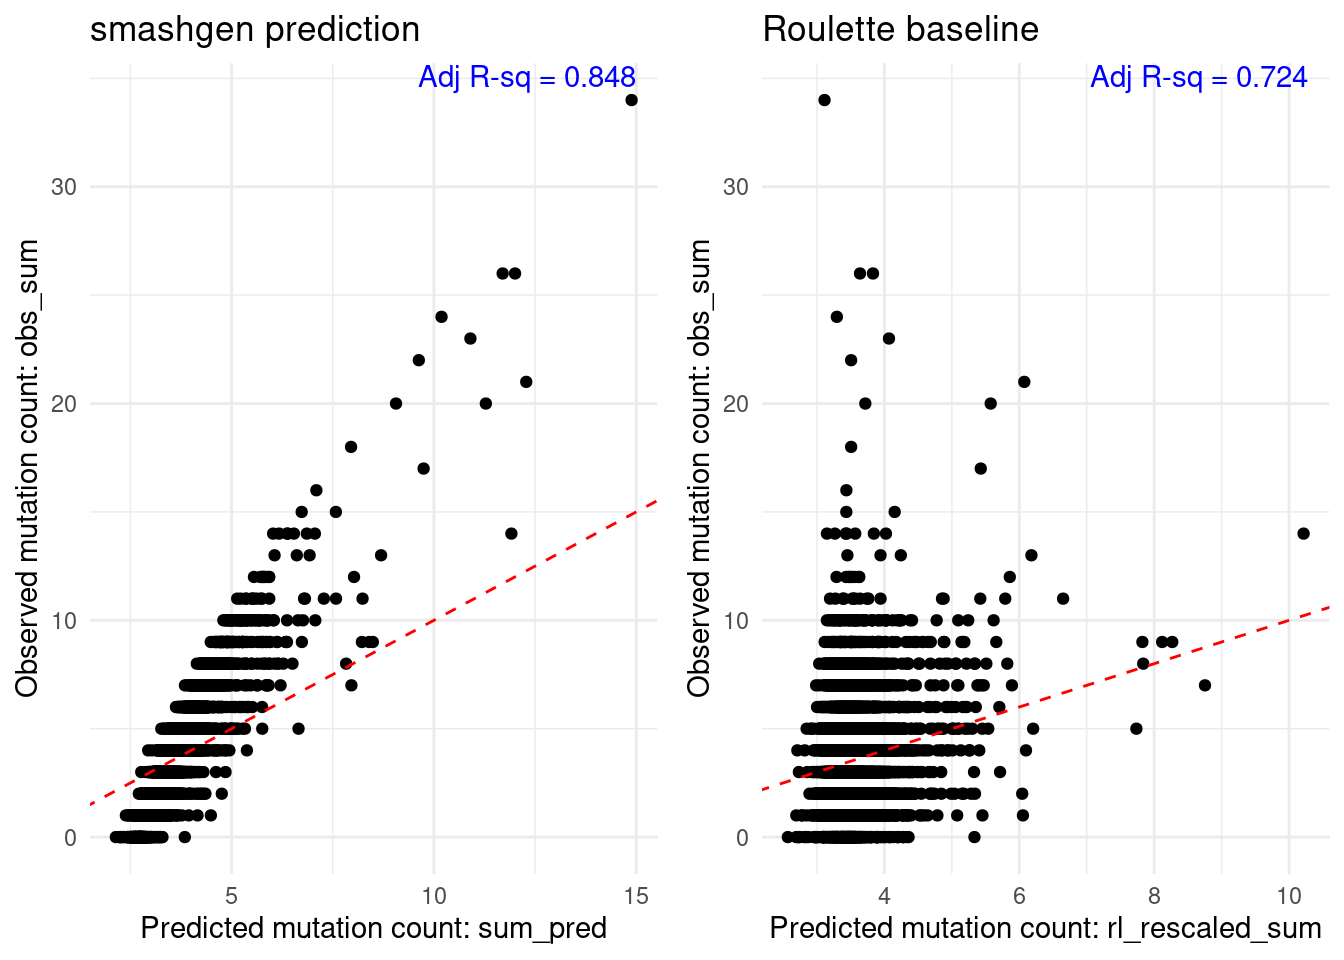 smashgen prediction
Adj R-sq = 0.848
Observed mutation count: obs_sum
30
20
10
0
5
10
15
Predicted mutation count: sum_pred
Roulette baseline
Adj R-sq = 0.724
Observed mutation count: obs_sum
30
20
10
0
4
6
8
10
Predicted mutation count: rl_rescaled_sum